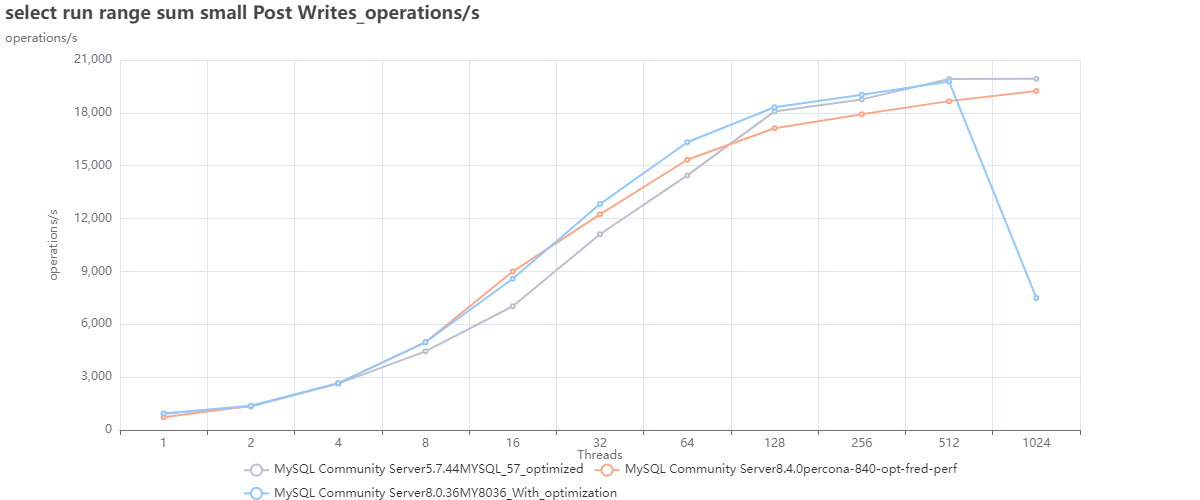 select run range sum small Post Writes_operations/s
operations/s
21,000
18,000
15,000
12,000
9,000
6,000
3,000
0
operations/s
1 2 4 8 16 32 64 128 256 512 1024
Threads
MySQL Community Server5.7.44MYSQL_57_optimized MySQL Community Server8.4.0percona-840-opt-fred-perf
MySQL Community Server8.0.36MY8036_With_optimization